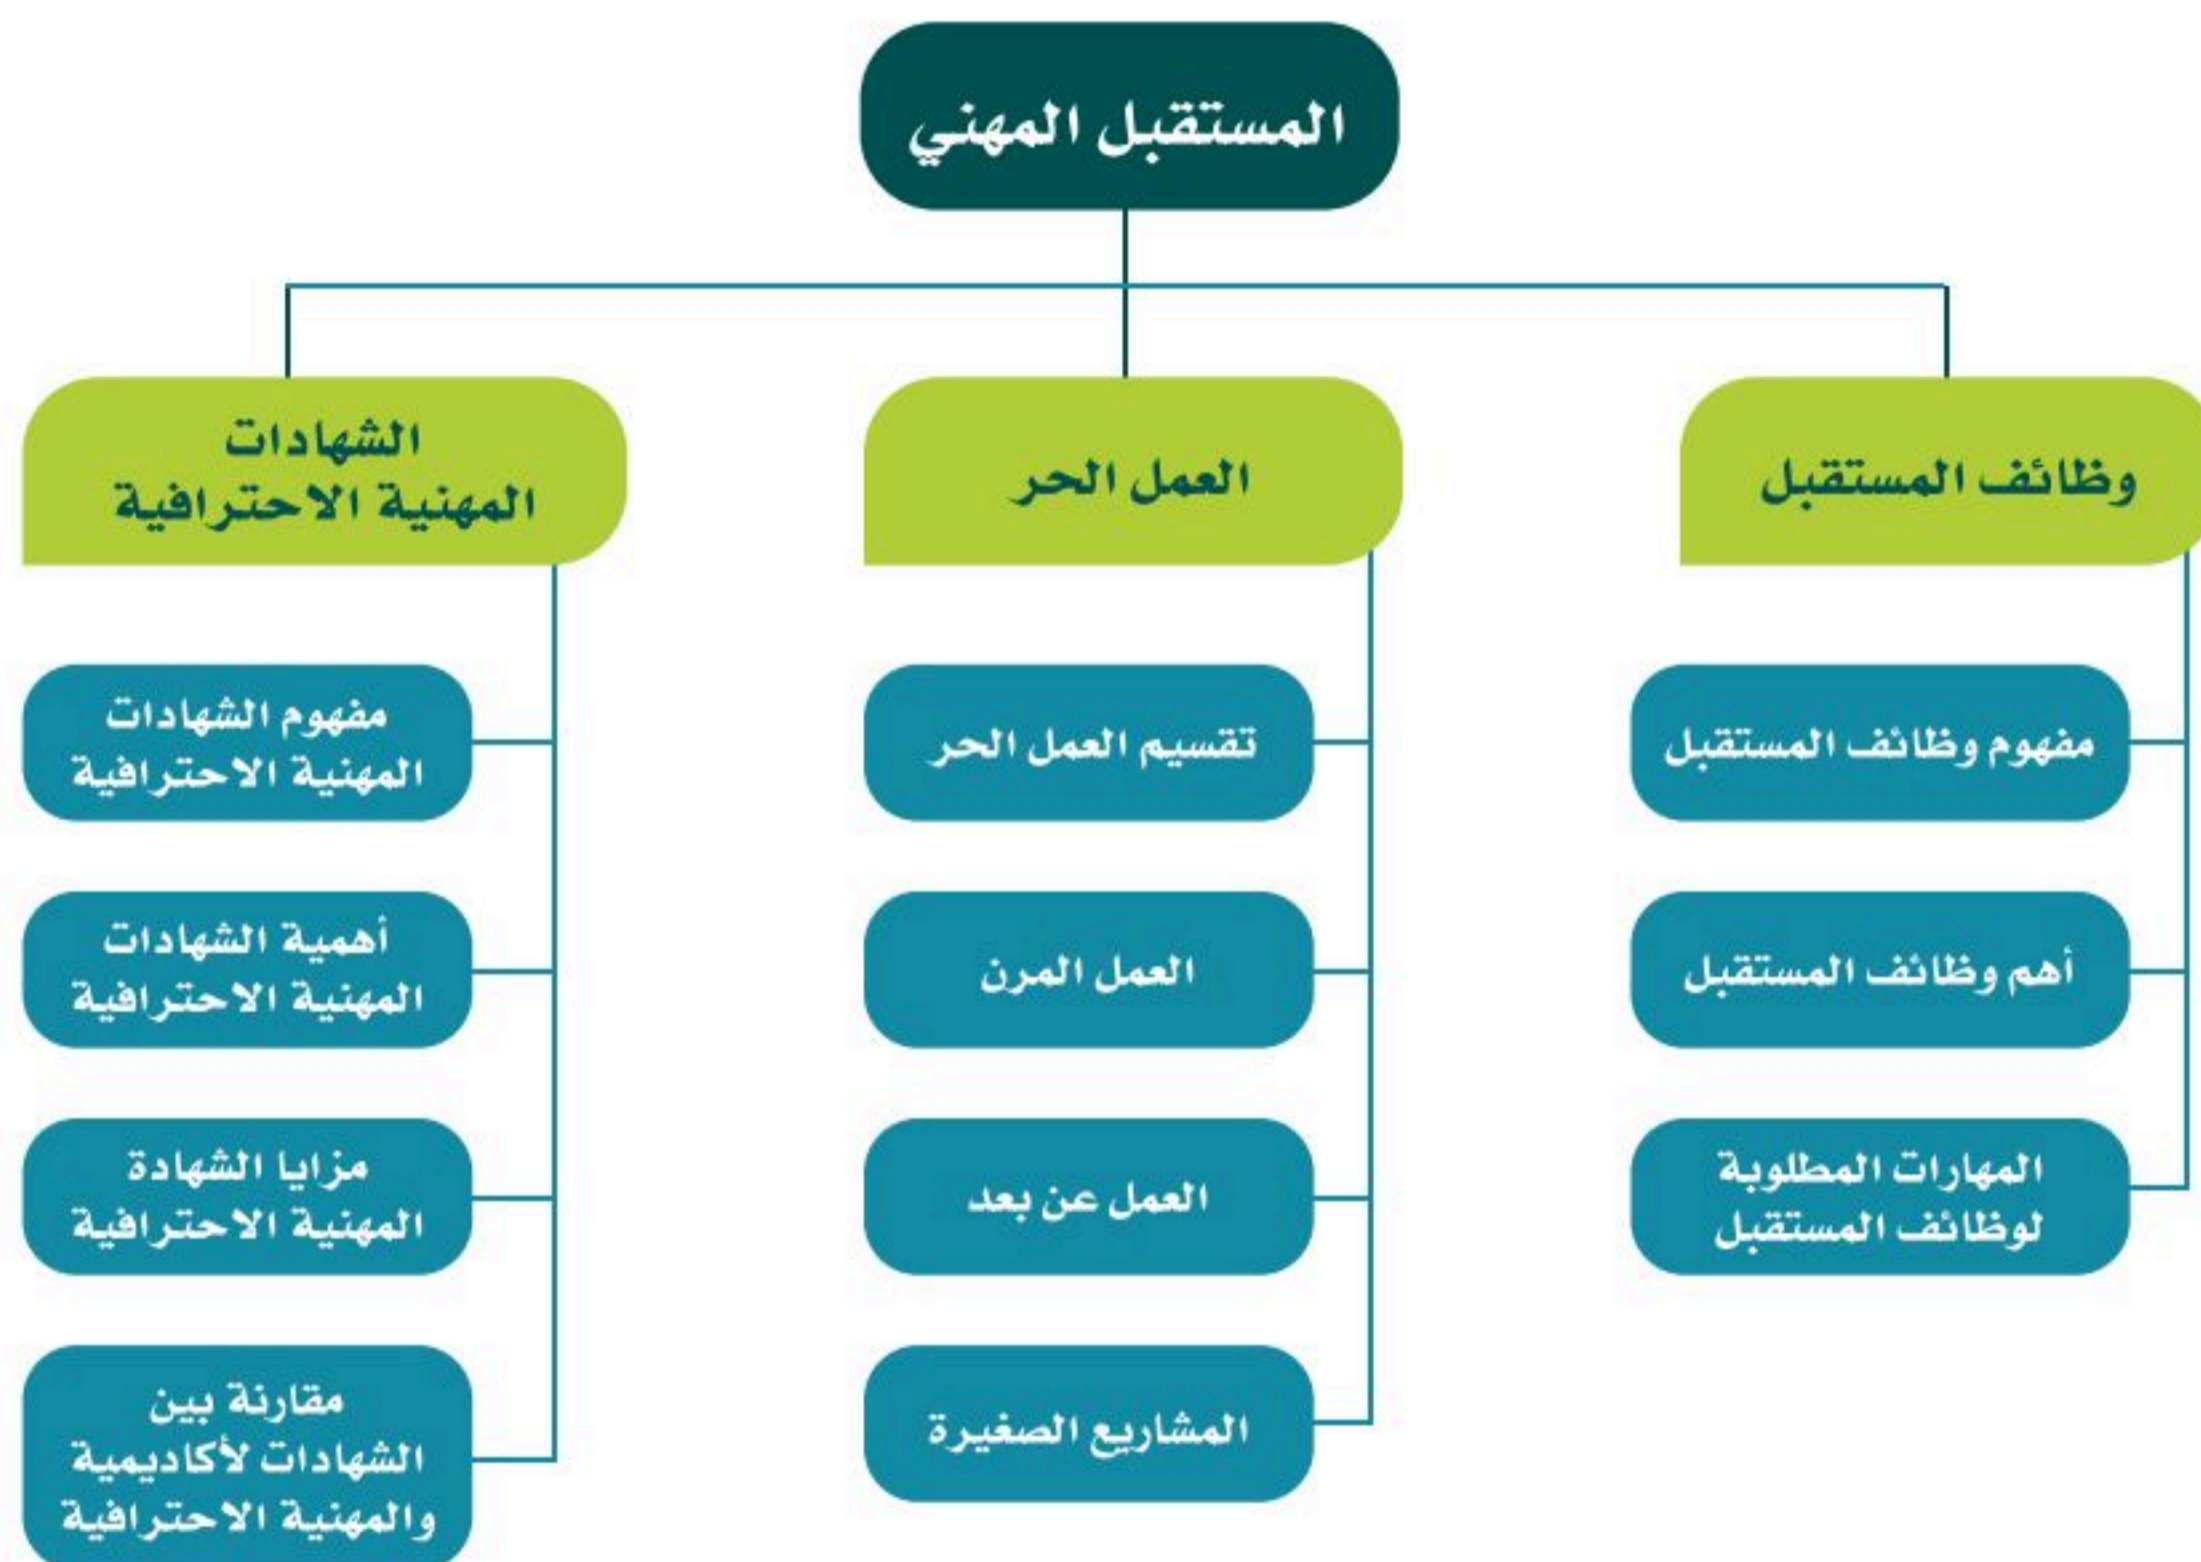 المستقبل المهني
وظائف المستقبل
مفهوم وظائف المستقبل
أهم وظائف المستقبل
المهارات المطلوبة
لوظائف المستقبل
العمل الحر
تقسيم العمل الحر
العمل المرن
العمل عن بعد
المشاريع الصغيرة
الشهادات
المهنية الاحترافية
مفهوم الشهادات
المهنية الاحترافية
أهمية الشهادات
المهنية الاحترافية
مزايا الشهادة
المهنية الاحترافية
مقارنة بين
الشهادات لأكاديمية
والمهنية الاحترافية